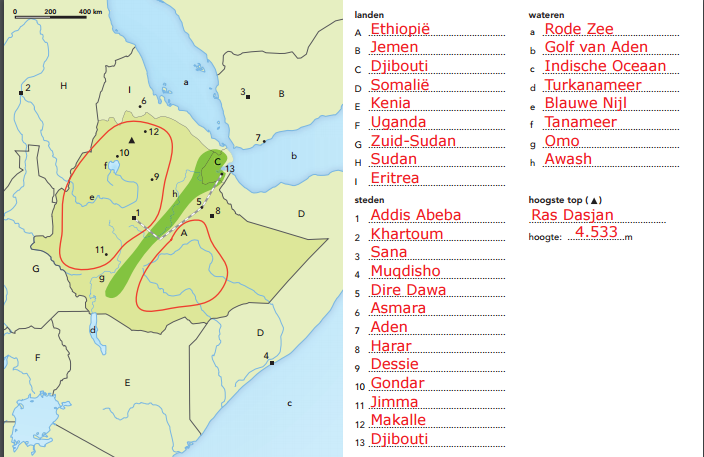 0 200 400 km
2
H
I
6
a
3
B
12
10
f
7
b
C
13
9
e
h
5
1
8
D
A
11
G
g
d
D
F
4
E
c
landen
A Ethiopië
B Jemen
C Djibouti
D Somalië
E Kenia
F Uganda
G Zuid-Sudan
H Sudan
I Eritrea
steden
1 Addis Abeba
2 Khartoum
3 Sana
4 Muqdisho
5 Dire Dawa
6 Asmara
7 Aden
8 Harar
9 Dessie
10 Gondar
11 Jimma
12 Makalle
13 Djibouti
wateren
a Rode Zee
b Golf van Aden
c Indische Oceaan
d Turkanameer
e Blauwe Nijl
f Tanameer
g Omo
h Awash
hoogste top (▲)
Ras Dasjan
hoogte: 4.533 m